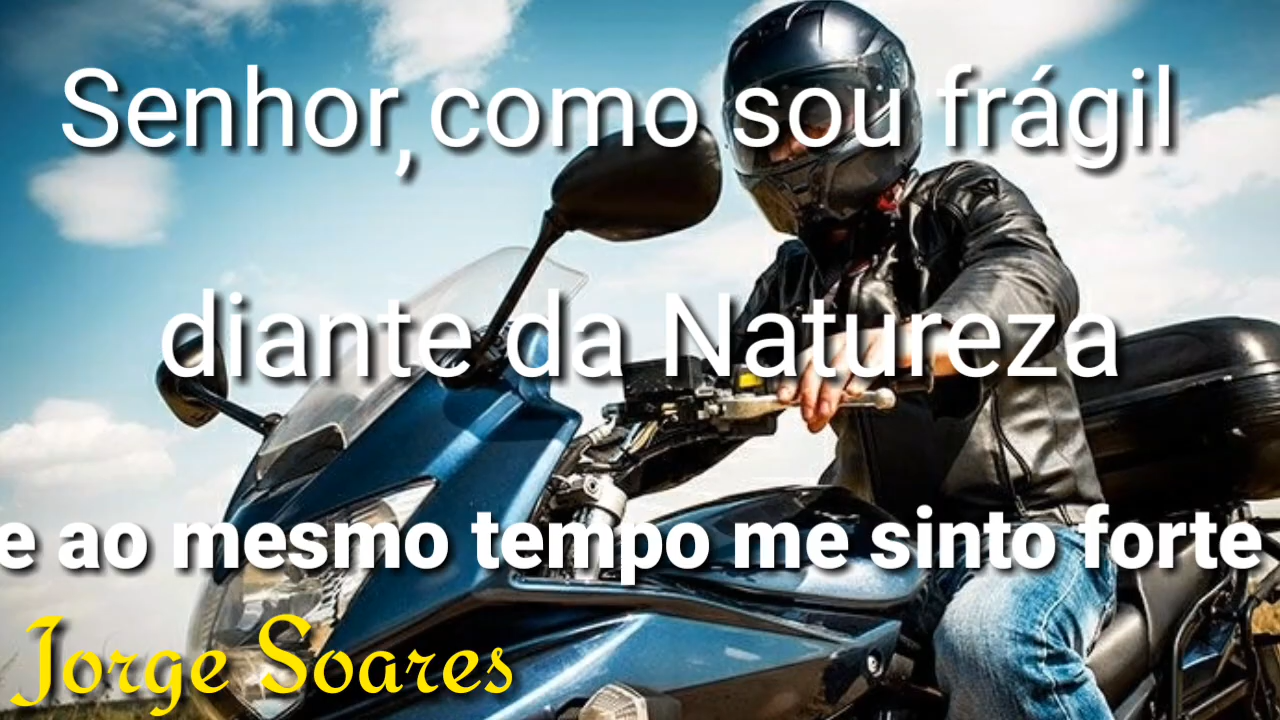 Senhor, como sou frágil
diante da Natureza
e ao mesmo tempo me sinto forte
Jorge Soares